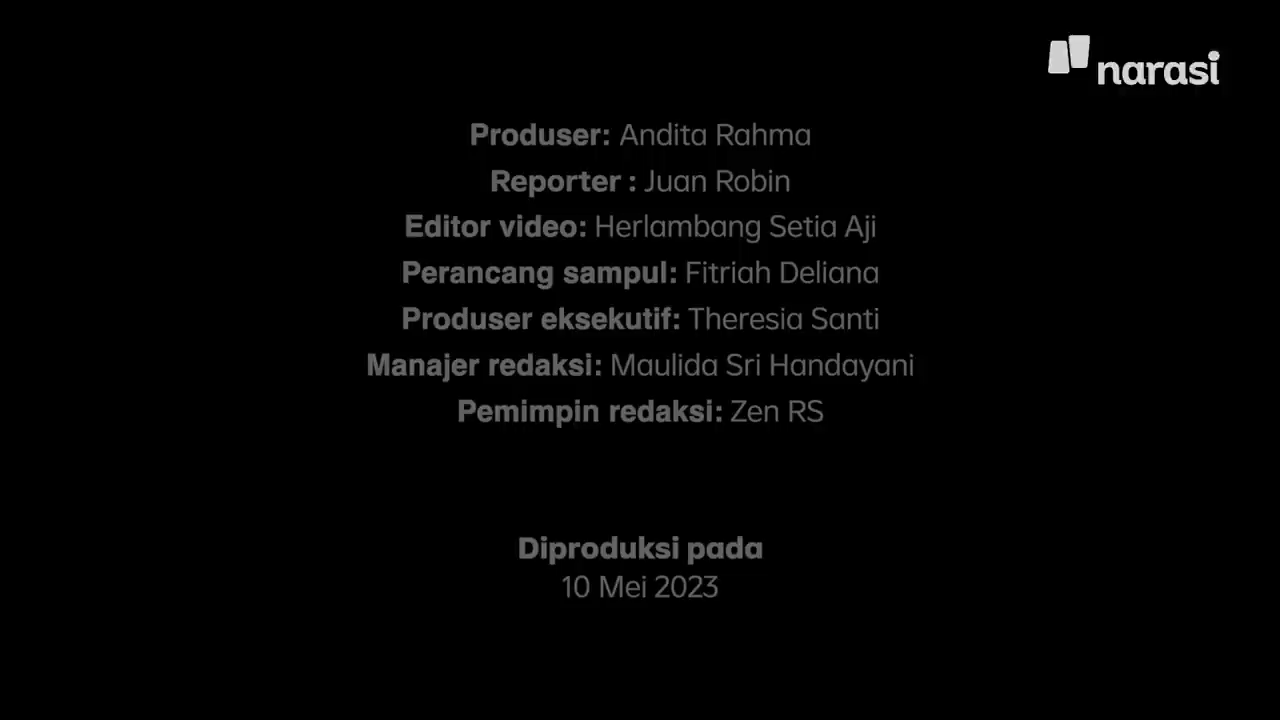 narasi
Produser: Andita Rahma
Reporter : Juan Robin
Editor video: Herlambang Setia Aji
Perancang sampul: Fitriah Deliana
Produser eksekutif: Theresia Santi
Manajer redaksi: Maulida Sri Handayani
Pemimpin redaksi: Zen RS
Diproduksi pada
10 Mei 2023